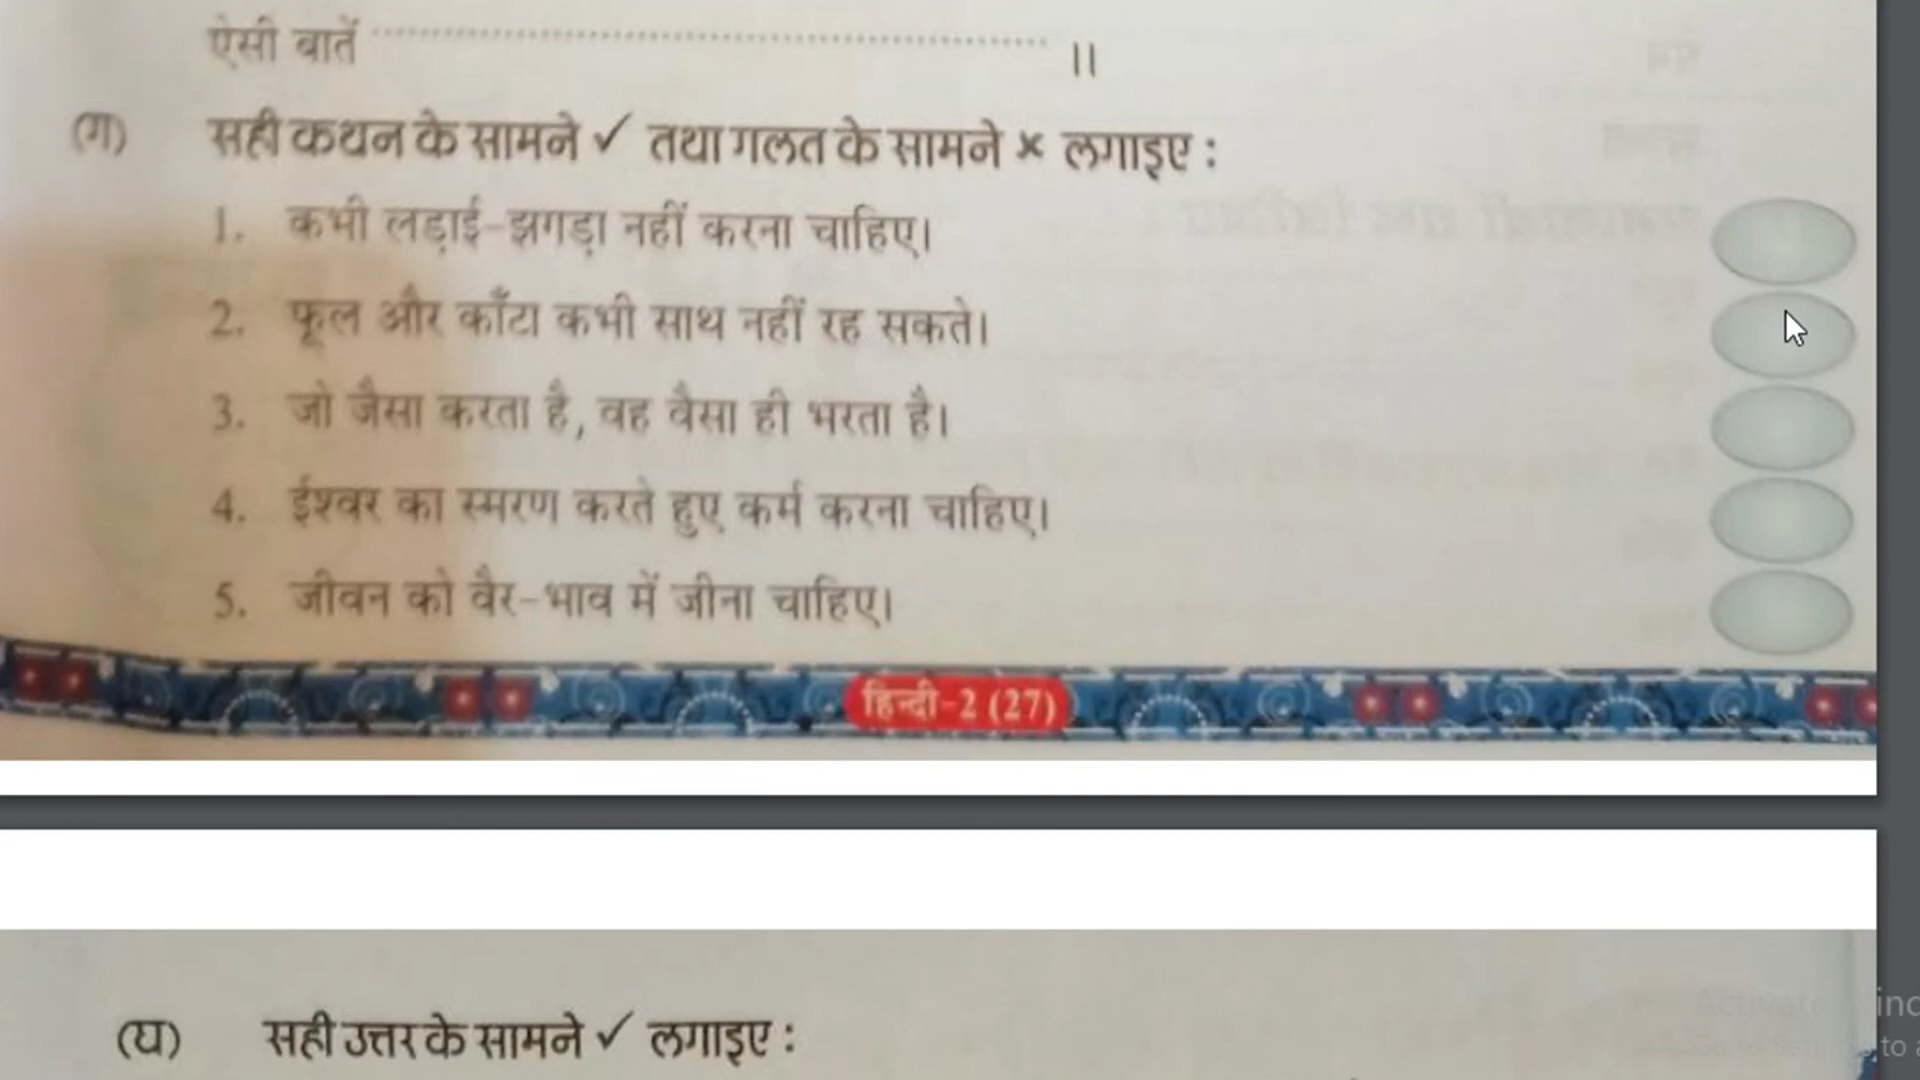 ऐसी बातें ........................................................ ।।
(ग) सही कथन के सामने ✓ तथा गलत के सामने × लगाइए :
1. कभी लड़ाई-झगड़ा नहीं करना चाहिए।
2. फूल और काँटा कभी साथ नहीं रह सकते।
3. जो जैसा करता है, वह वैसा ही भरता है।
4. ईश्वर का स्मरण करते हुए कर्म करना चाहिए।
5. जीवन को वैर-भाव में जीना चाहिए।
हिन्दी-2 (27)
(घ) सही उत्तर के सामने ✓ लगाइए :